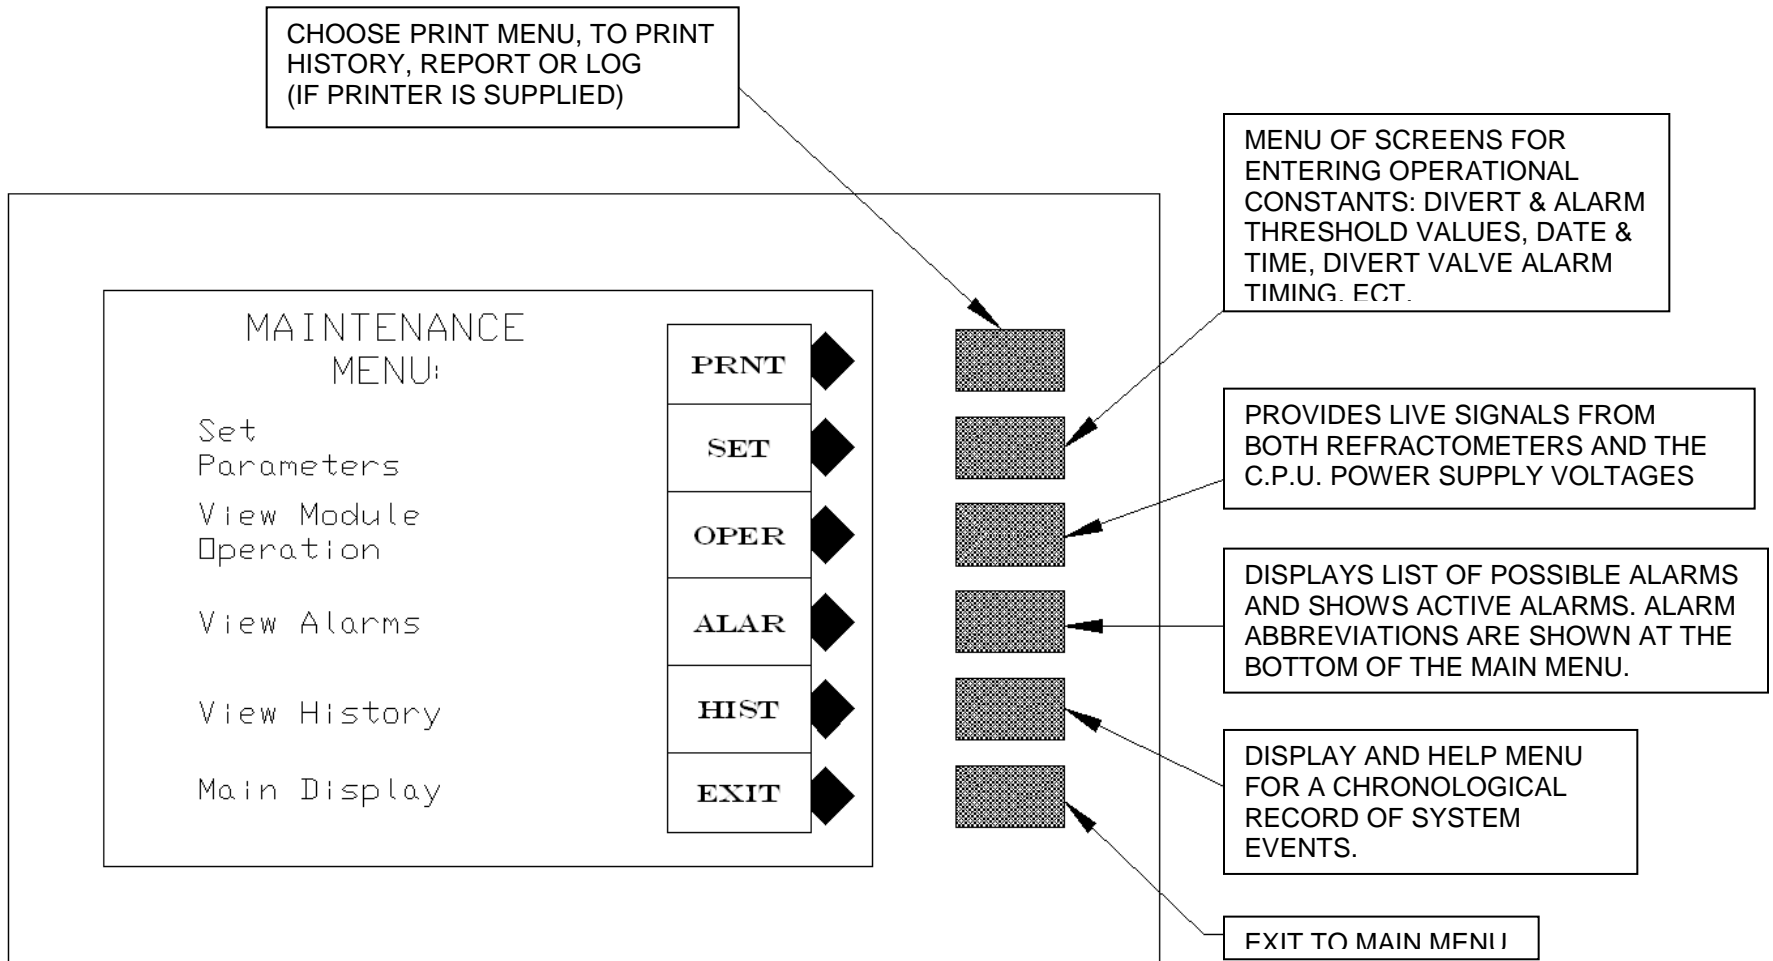 CHOOSE PRINT MENU, TO PRINT
HISTORY, REPORT OR LOG
(IF PRINTER IS SUPPLIED)
MENU OF SCREENS FOR
ENTERING OPERATIONAL
CONSTANTS: DIVERT & ALARM
THRESHOLD VALUES, DATE &
TIME, DIVERT VALVE ALARM
TIMING, ECT.
MAINTENANCE
MENU:
PRNT
Set
Parameters
SET
PROVIDES LIVE SIGNALS FROM
BOTH REFRACTOMETERS AND THE
C.P.U. POWER SUPPLY VOLTAGES
View Module
Operation
OPER
DISPLAYS LIST OF POSSIBLE ALARMS
AND SHOWS ACTIVE ALARMS. ALARM
ABBREVIATIONS ARE SHOWN AT THE
BOTTOM OF THE MAIN MENU.
View Alarms
ALAR
View History
HIST
DISPLAY AND HELP MENU
FOR A CHRONOLOGICAL
RECORD OF SYSTEM
EVENTS.
Main Display
EXIT
EXIT TO MAIN MENU